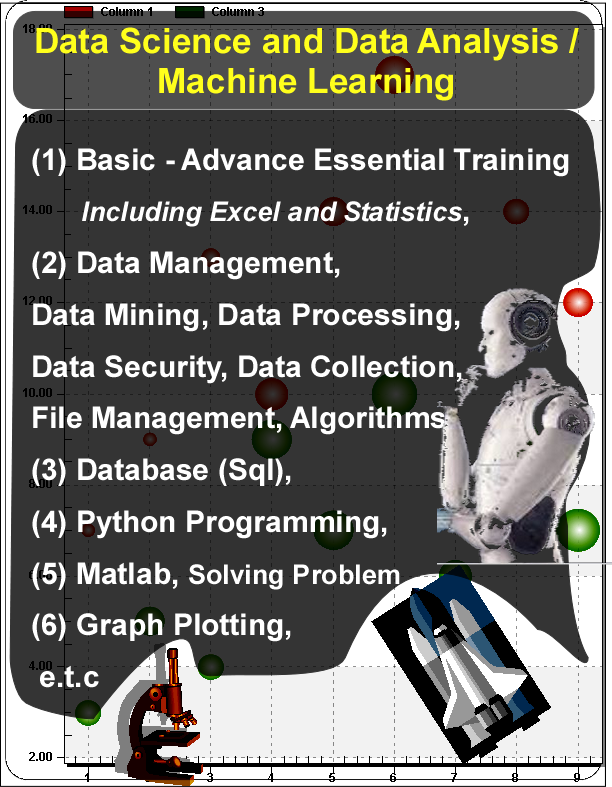 Column 1 Column 3
18.00
Data Science and Data Analysis /
Machine Learning
16.00
(1) Basic - Advance Essential Training
14.00
Including Excel and Statistics,
(2) Data Management,
12.00
Data Mining, Data Processing,
Data Security, Data Collection,
10.00
File Management, Algorithms
(3) Database (Sql),
8.00
(4) Python Programming,
(5) Matlab, Solving Problem
6.00
(6) Graph Plotting,
4.00
e.t.c
2.00
1 3 4 5 6 7 8 9